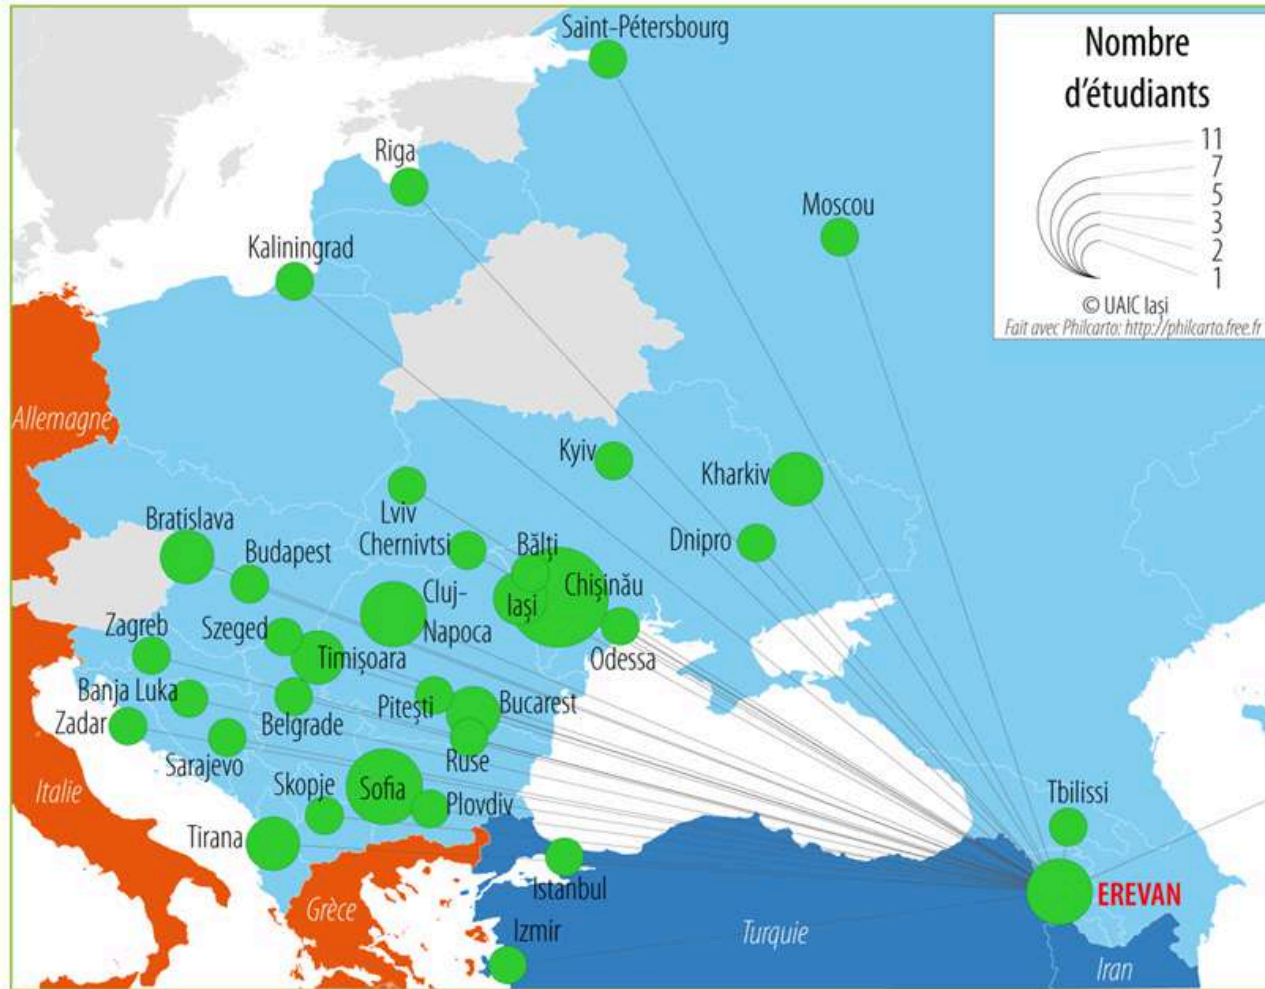 Saint-Pétersbourg
Nombre
d'étudiants
11
7
5
3
2
1
© UAIC Iași
Fait avec Philcarto: http://philcarto.free.fr
Riga
Moscou
Kaliningrad
Allemagne
Kyiv
Kharkiv
Lviv
Dnipro
Bratislava
Chernivtsi
Bălți
Budapest
Chișinău
Cluj-
Napoca
Iași
Zagreb
Szeged
Timișoara
Odessa
Banja Luka
Pitești
Bucarest
Zadar
Belgrade
Sarajevo
Ruse
Italie
Skopje
Sofia
Plovdiv
Tbilissi
Tirana
Istanbul
EREVAN
Grèce
Izmir
Turquie
Iran